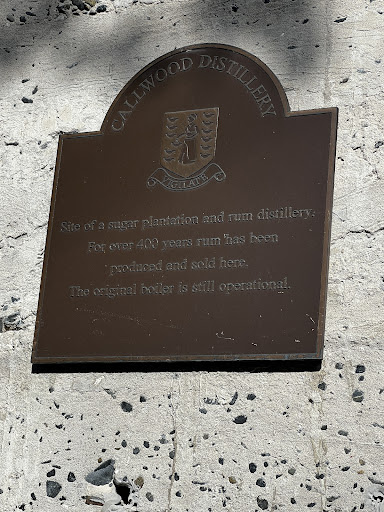 CALLWOOD DISTILLERY
VIGILATE
Site of a sugar plantation and rum distillery.
For over 400 years rum has been
produced and sold here.
The original boiler is still operational.